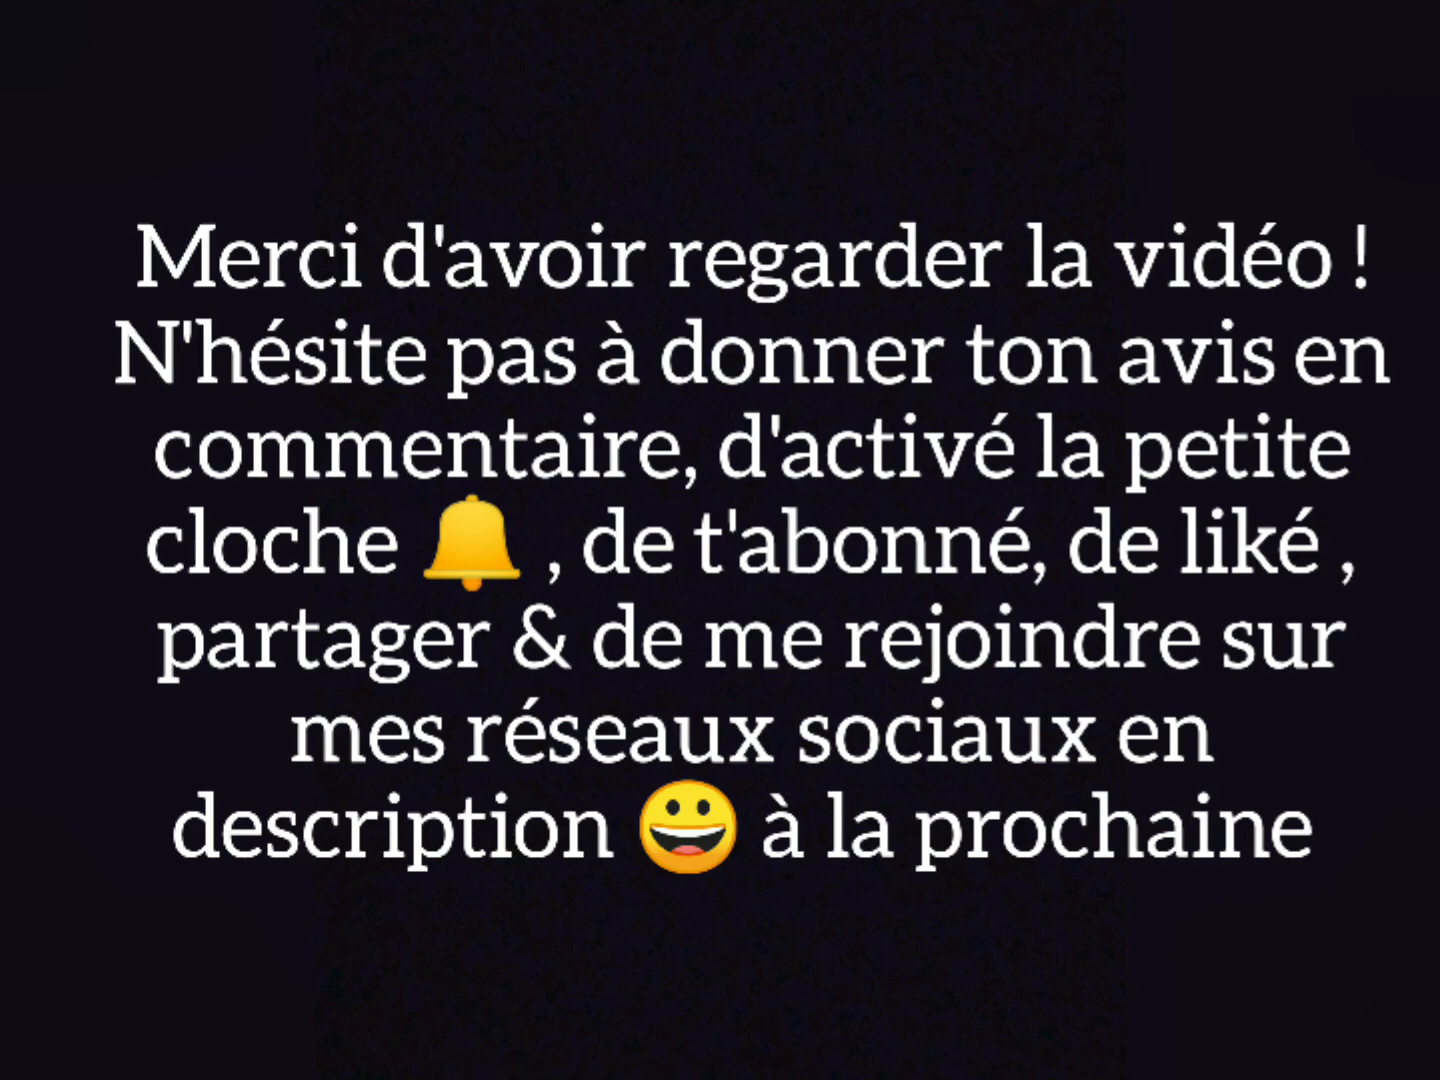 Merci d'avoir regarder la vidéo !
N'hésite pas à donner ton avis en
commentaire, d'activé la petite
cloche 🔔 , de t'abonné, de liké ,
partager & de me rejoindre sur
mes réseaux sociaux en
description 😀 à la prochaine